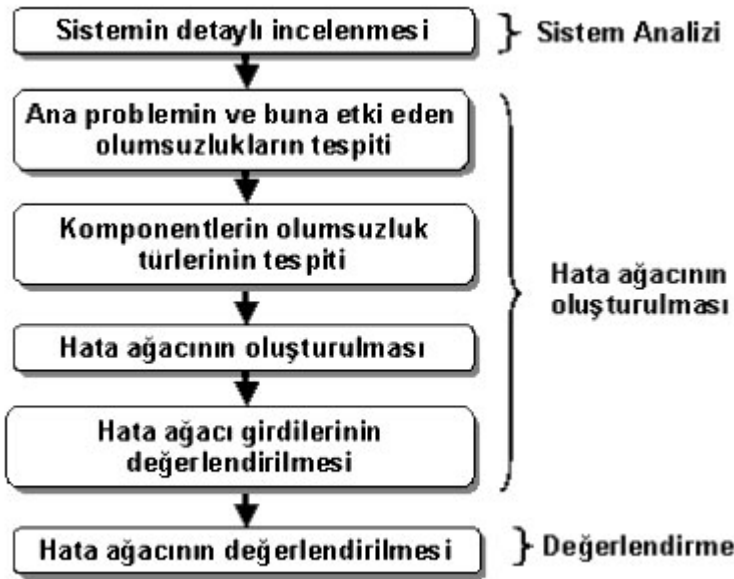 Sistemin detaylı incelenmesi
Sistem Analizi
Ana problemin ve buna etki eden
olumsuzlukların tespiti
Komponentlerin olumsuzluk
türlerinin tespiti
Hata ağacının oluşturulması
Hata ağacı girdilerinin
değerlendirilmesi
Hata ağacının
oluşturulması
Hata ağacının değerlendirilmesi
Değerlendirme